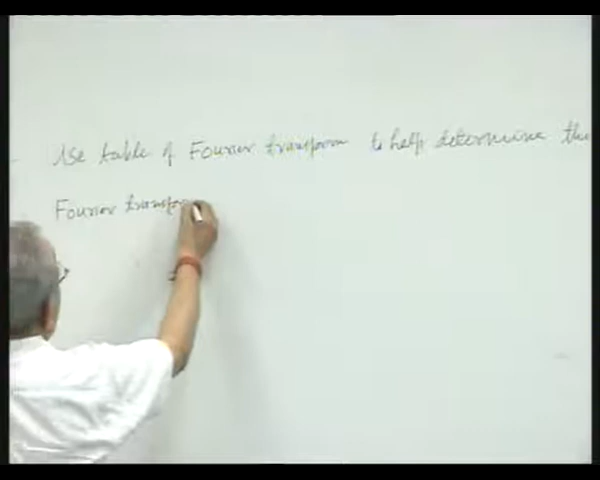 Use table of Fourier transform to help determine the
Fourier transfo